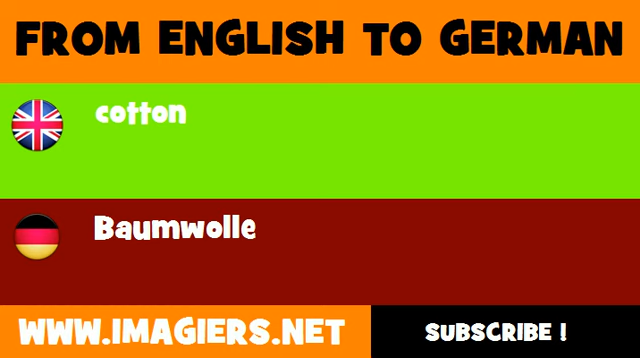 FROM ENGLISH TO GERMAN
cotton
Baumwolle
WWW.IMAGIERS.NET
SUBSCRIBE !